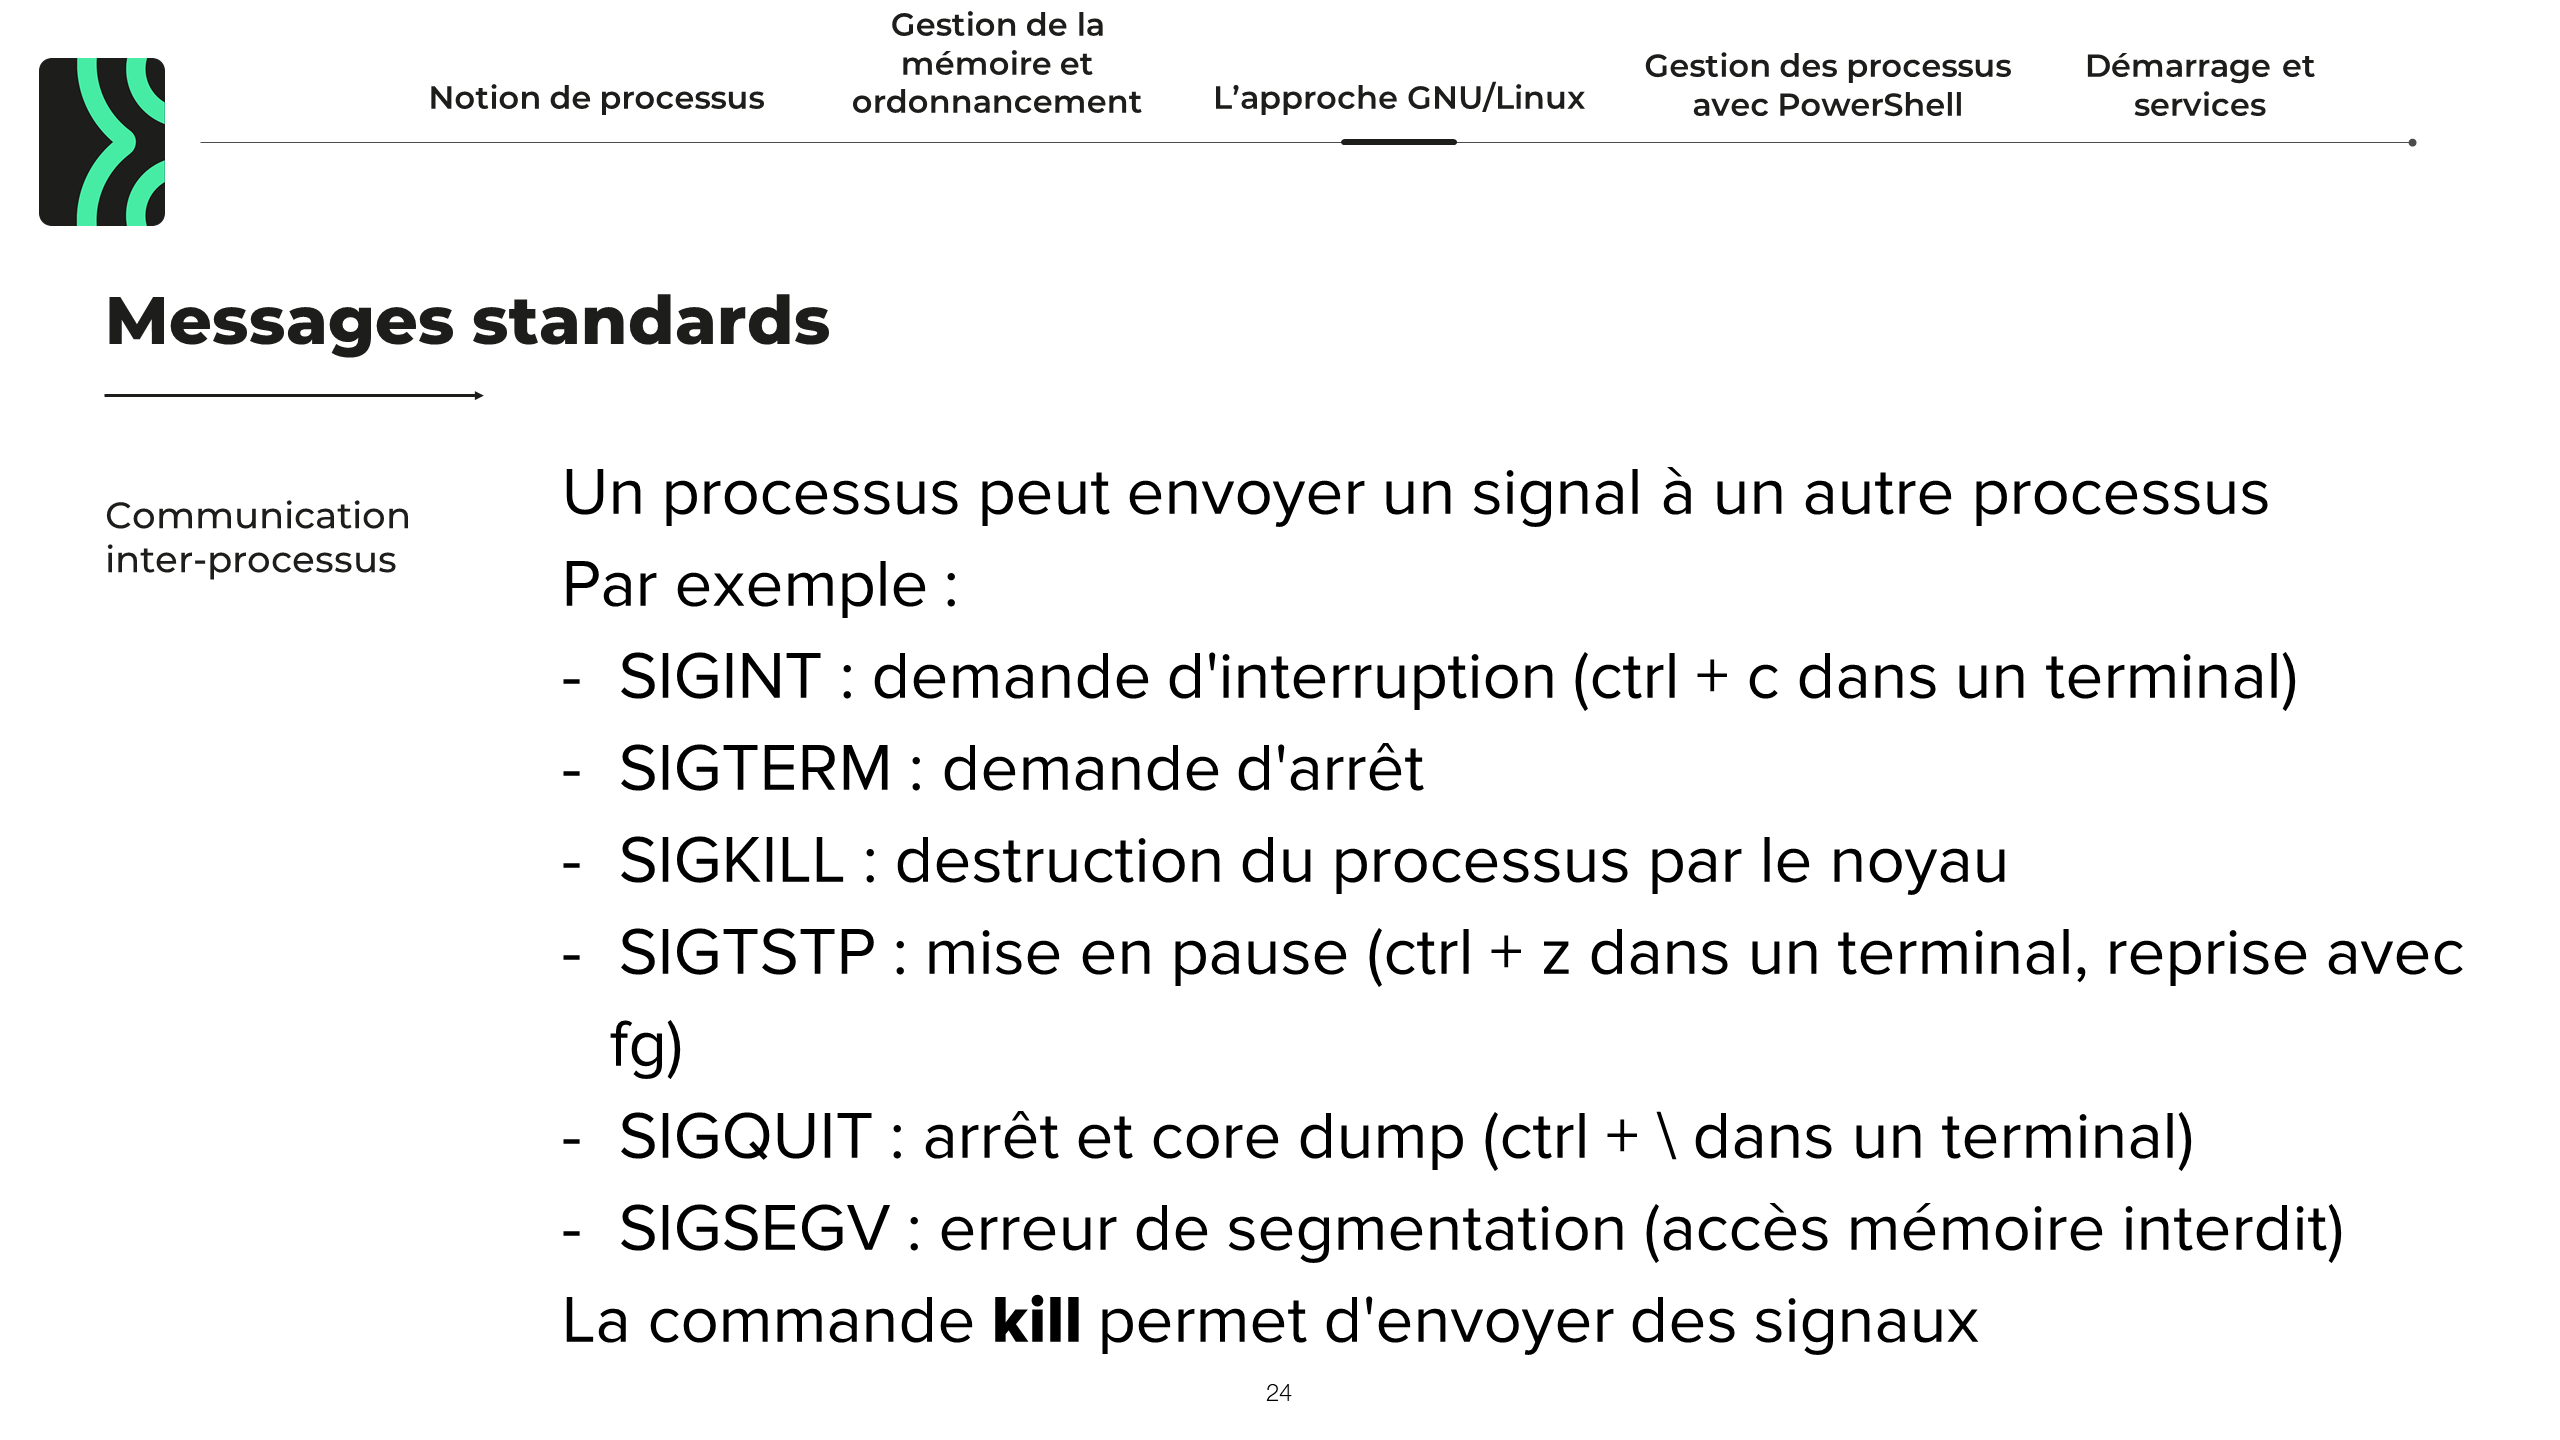 Notion de processus
Gestion de la
mémoire et
ordonnancement
L’approche GNU/Linux
Gestion des processus
avec PowerShell
Démarrage et
services
Messages standards
Communication
inter-processus
Un processus peut envoyer un signal à un autre processus
Par exemple :
- SIGINT : demande d'interruption (ctrl + c dans un terminal)
- SIGTERM : demande d'arrêt
- SIGKILL : destruction du processus par le noyau
- SIGTSTP : mise en pause (ctrl + z dans un terminal, reprise avec
fg)
- SIGQUIT : arrêt et core dump (ctrl + \ dans un terminal)
- SIGSEGV : erreur de segmentation (accès mémoire interdit)
La commande kill permet d'envoyer des signaux
24